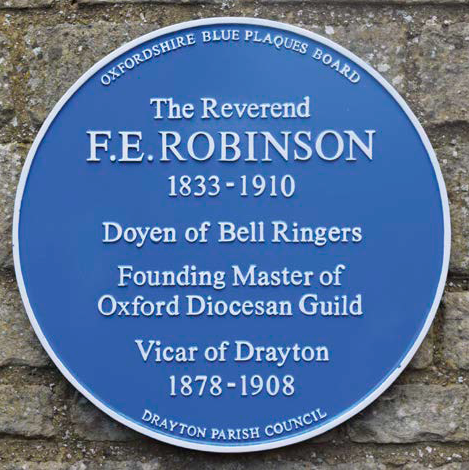 OXFORDSHIRE BLUE PLAQUES BOARD
The Reverend
F.E. ROBINSON
1833-1910
Doyen of Bell Ringers
Founding Master of
Oxford Diocesan Guild
Vicar of Drayton
1878-1908
DRAYTON PARISH COUNCIL